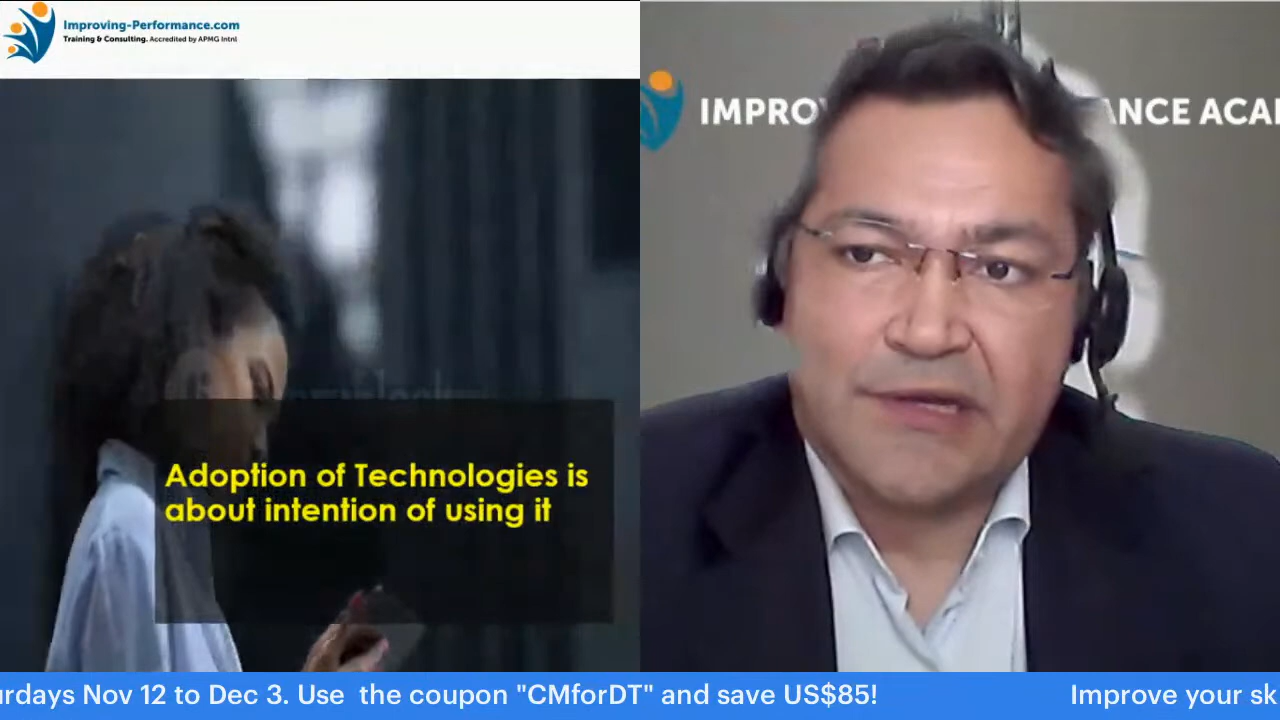 Improving-Performance.com
Training & Consulting. Accredited by APMG Intnl
Adoption of Technologies is
about intention of using it
IMPRO ANCE ACA
urdays Nov 12 to Dec 3. Use the coupon "CMforDT" and save US$85!
Improve your sk